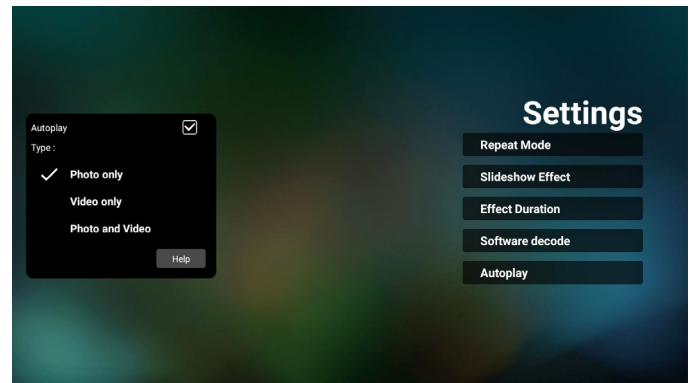 Autoplay
Type :
Photo only
Video only
Photo and Video
Help
Settings
Repeat Mode
Slideshow Effect
Effect Duration
Software decode
Autoplay